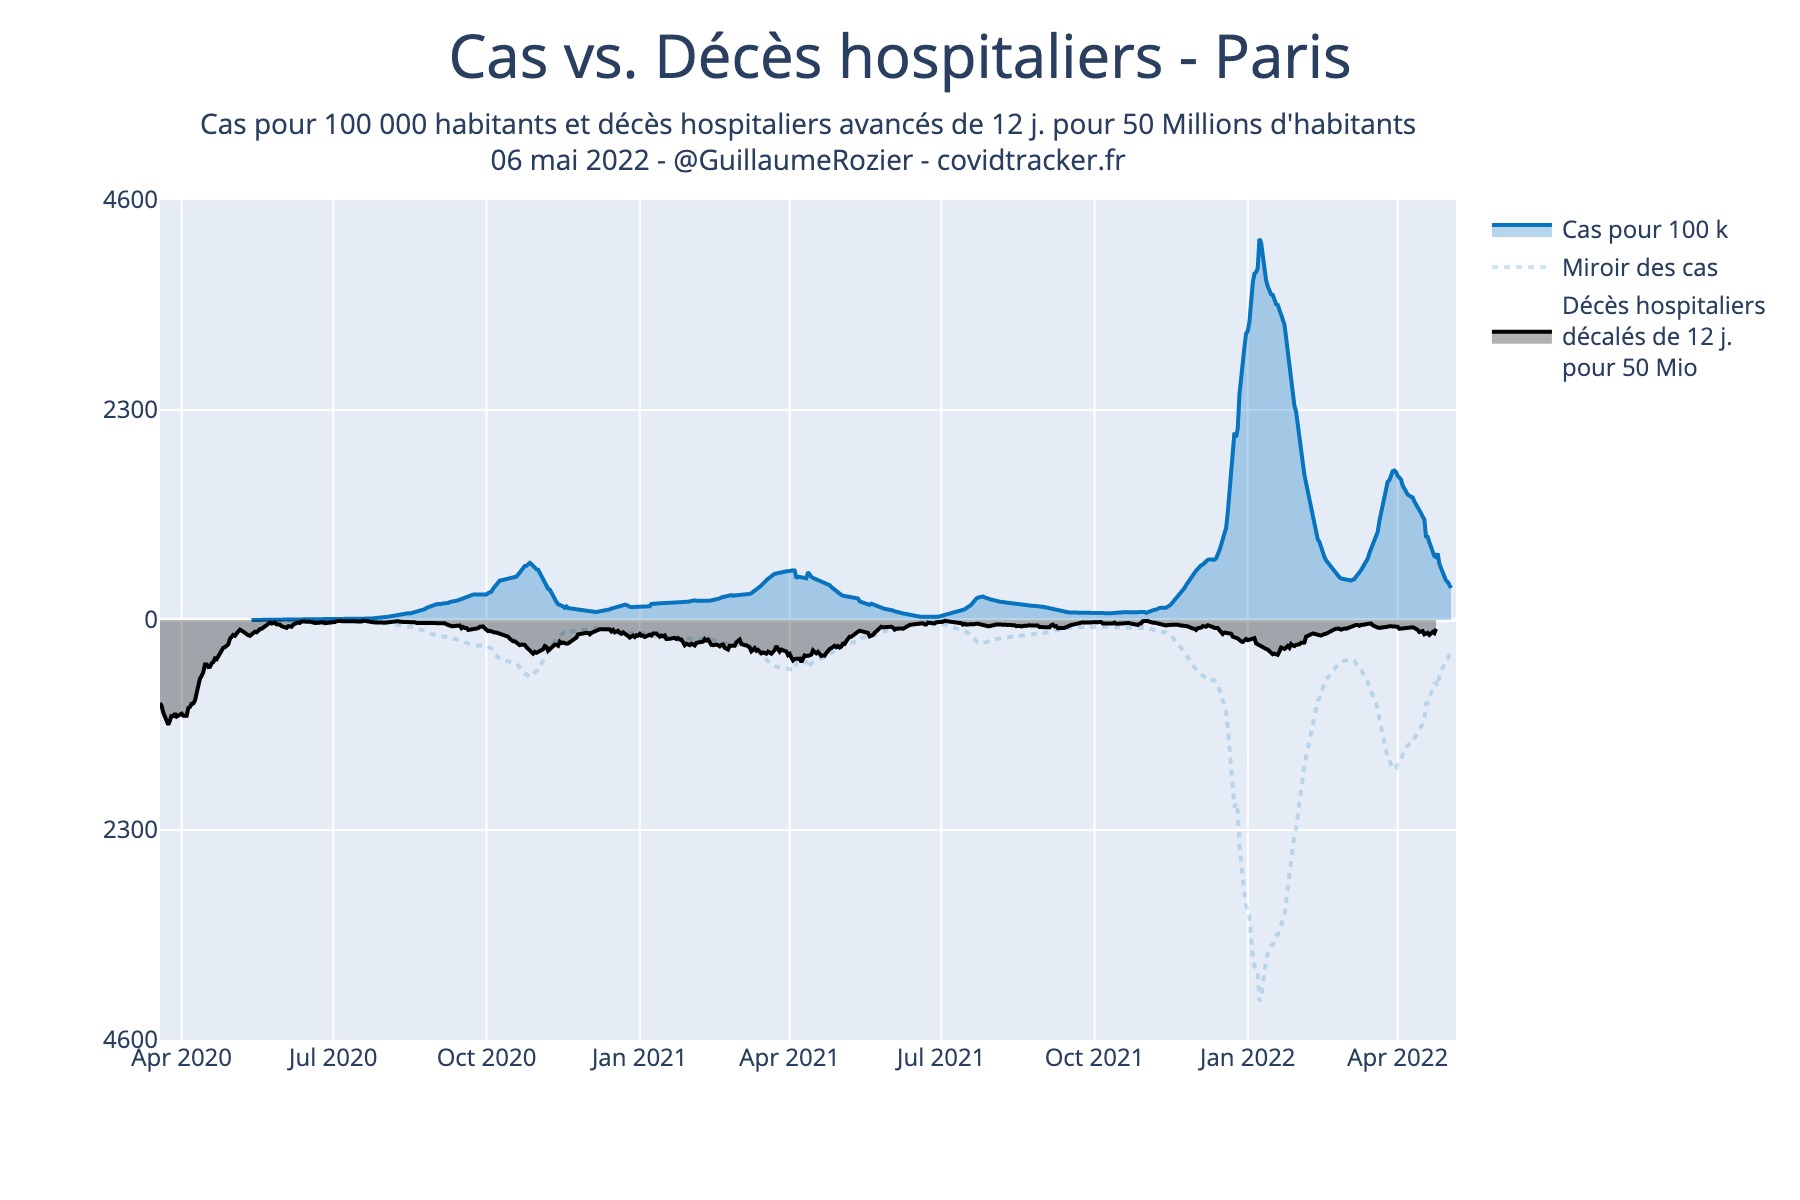 Cas vs. Décès hospitaliers - Paris
Cas pour 100 000 habitants et décès hospitaliers avancés de 12 j. pour 50 Millions d'habitants
06 mai 2022 - @GuillaumeRozier - covidtracker.fr
4600
2300
0
2300
4600
Apr 2020
Jul 2020
Oct 2020
Jan 2021
Apr 2021
Jul 2021
Oct 2021
Jan 2022
Apr 2022
Cas pour 100 k
Miroir des cas
Décès hospitaliers
décalés de 12 j.
pour 50 Mio